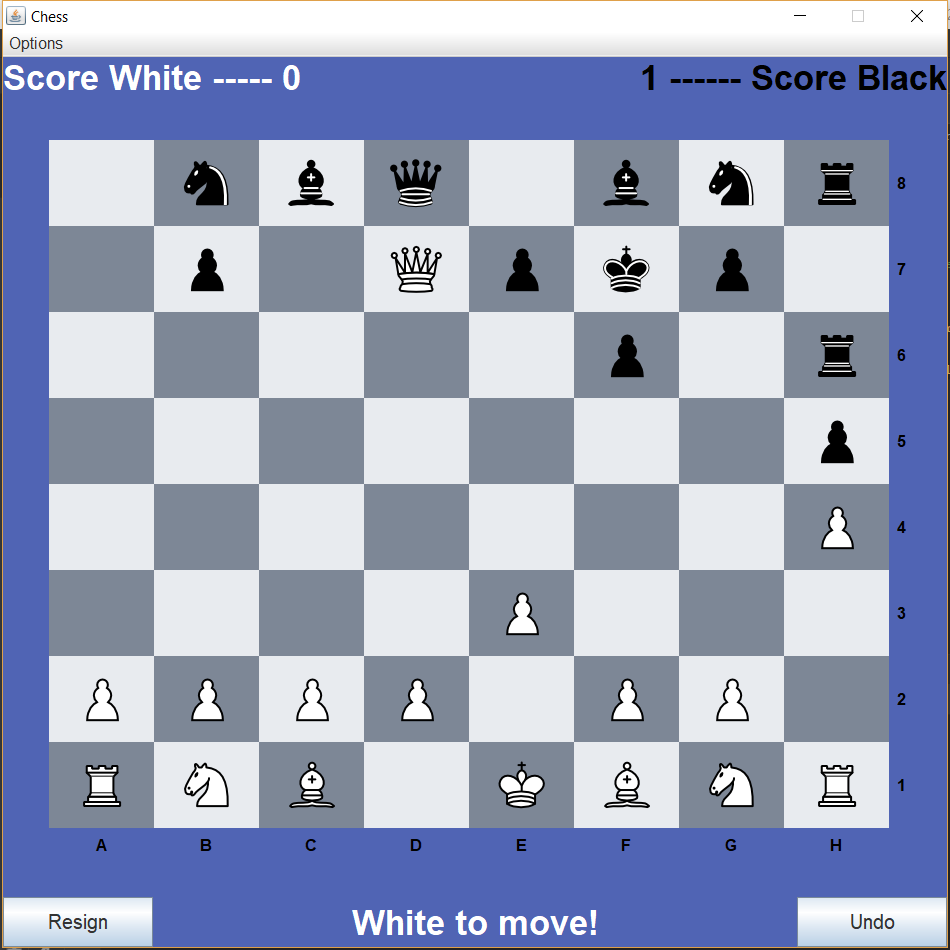 Chess
Options
Score White ----- 0
1 ------ Score Black
8
7
6
5
4
3
2
1
A B C D E F G H
Resign
White to move!
Undo